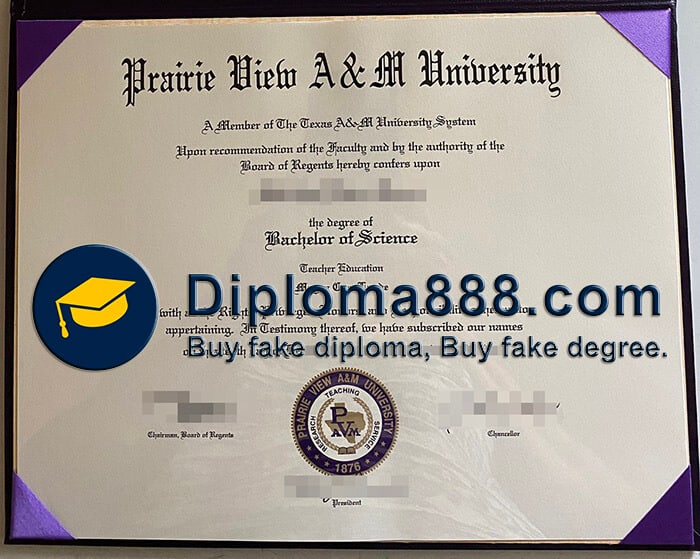 Prairie View A&M University
A Member of The Texas A&M University System
Upon recommendation of the Faculty and by the authority of the
Board of Regents hereby confers upon
the degree of
Bachelor of Science
Teacher Education
Diploma888.com
with
appertaining. In Testimony thereof, we have subscribed our names
Buy fake diploma, Buy fake degree.
Chairman, Board of Regents
PRAIRIE VIEW A&M UNIVERSITY
TEACHING
RESEARCH
SERVICE
PVAM
1876
Chancellor
President